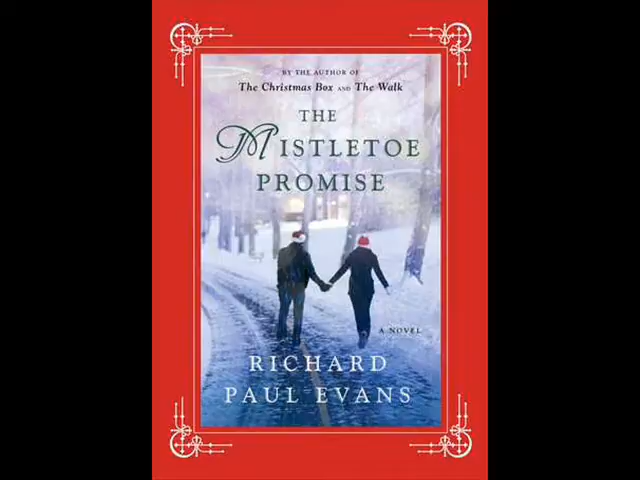 BY THE AUTHOR OF
The Christmas Box AND The Walk
THE
MISTLETOE
PROMISE
A NOVEL
RICHARD
PAUL EVANS